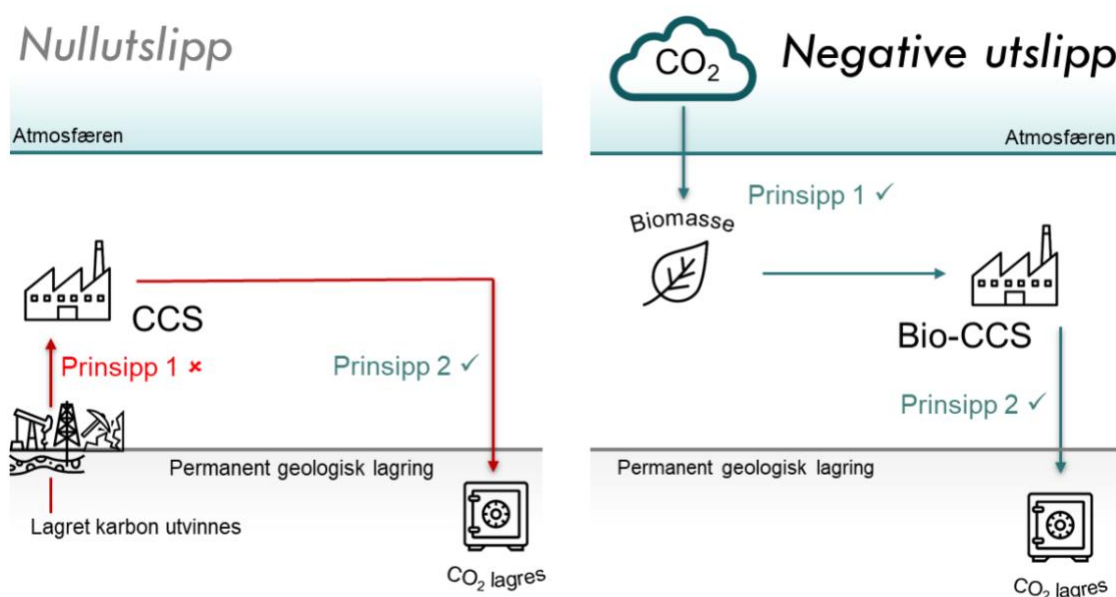 Nullutslipp
Atmosfæren
CCS
Prinsipp 1 ×
Prinsipp 2 ✓
Permanent geologisk lagring
Lagret karbon utvinnes
CO₂ lagres
CO₂
Negative utslipp
Atmosfæren
Prinsipp 1 ✓
Biomasse
Bio-CCS
Prinsipp 2 ✓
Permanent geologisk lagring
CO₂ lagres